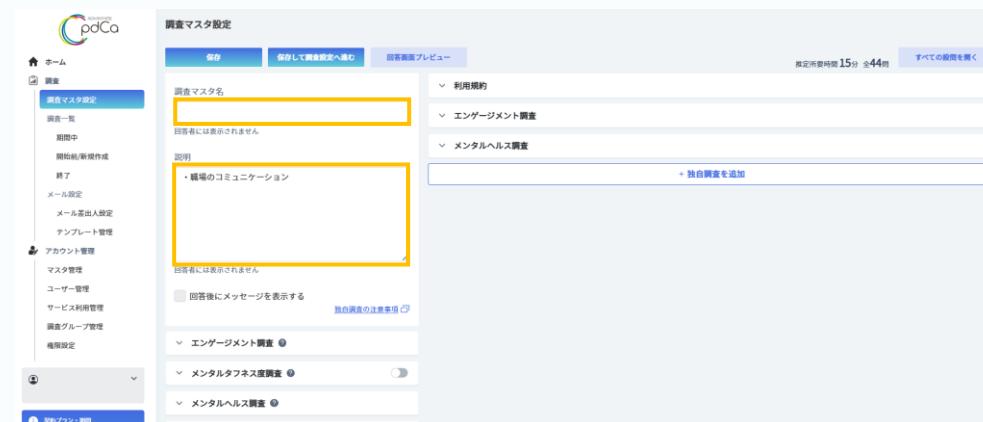 ADVANTAGE
pdCa
ホーム
調査
調査マスタ設定
調査一覧
期間中
開始前/新規作成
終了
メール設定
メール差出人設定
テンプレート管理
アカウント管理
マスタ管理
ユーザー管理
サービス利用管理
調査グループ管理
権限設定
契約プラン・期間
調査マスタ設定
保存
保存して調査設定へ進む
回答画面プレビュー
推定所要時間 15分 全44問
すべての設問を開く
調査マスタ名
回答者には表示されません
説明
・職場のコミュニケーション
回答者には表示されません
回答後にメッセージを表示する
独自調査の注意事項
エンゲージメント調査
メンタルタフネス度調査
メンタルヘルス調査
利用規約
エンゲージメント調査
メンタルヘルス調査
+ 独自調査を追加